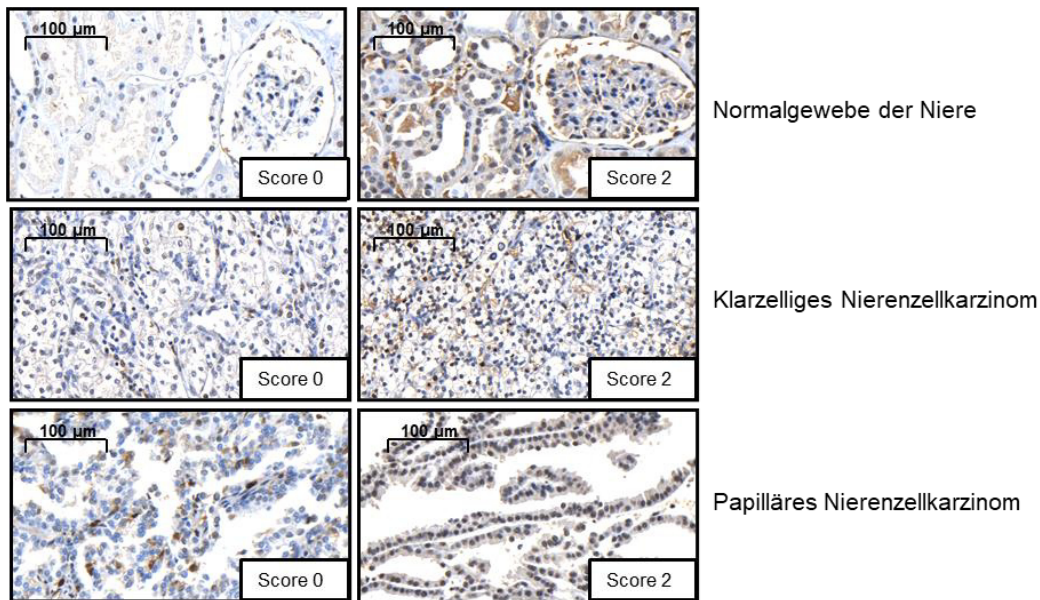 100 µm
Score 0
100 µm
Score 2
Normalgewebe der Niere
100 µm
Score 0
100 µm
Score 2
Klarzelliges Nierenzellkarzinom
100 µm
Score 0
100 µm
Score 2
Papilläres Nierenzellkarzinom